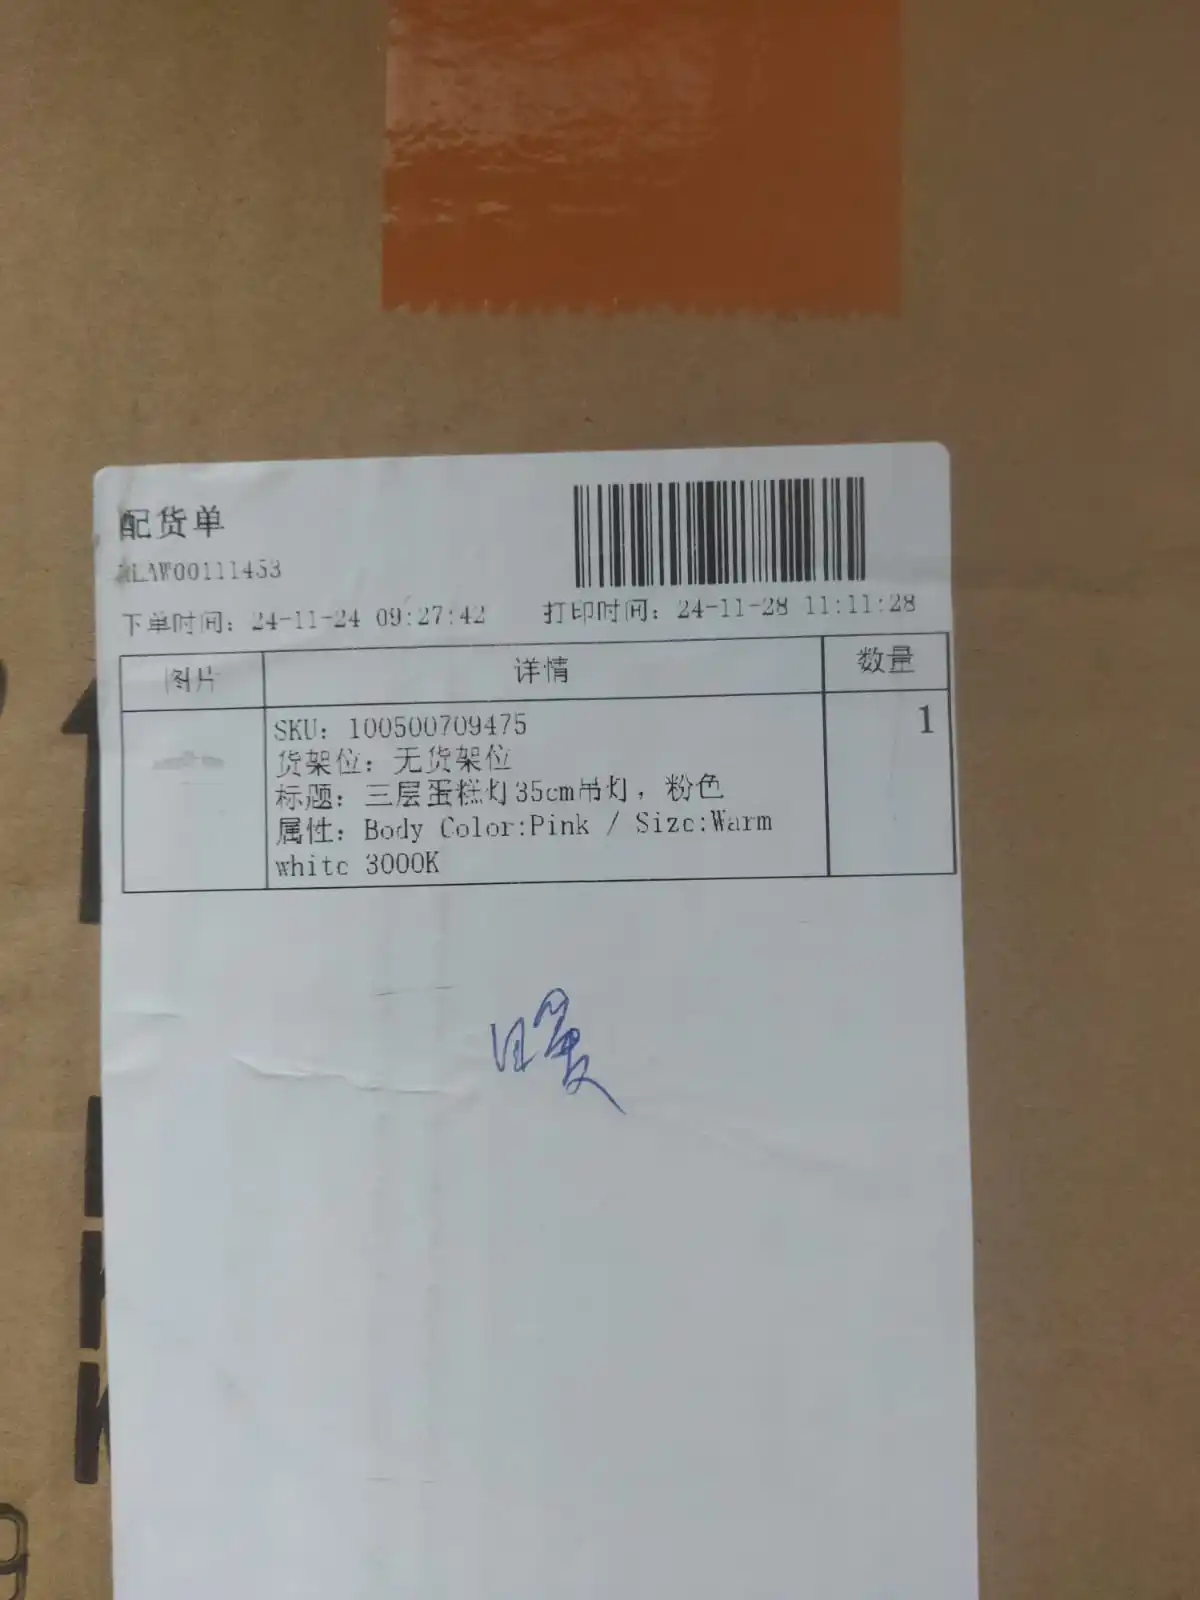 配货单
RLAW00111453
下单时间：24-11-24 09:27:42 打印时间：24-11-28 11:11:28
图片 详情 数量
SKU：100500709475 1
货架位：无货架位
标题：三层蛋糕灯35cm吊灯，粉色
属性：Body Color:Pink / Size:Warm
white 3000K
暖